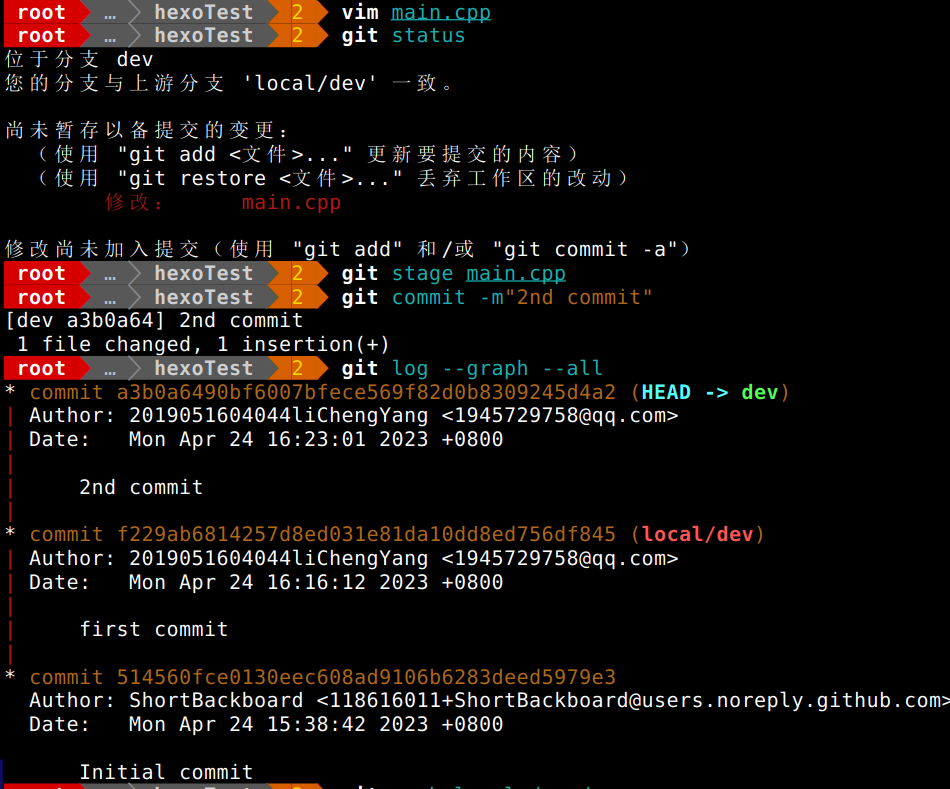 root … hexoTest 2 vim main.cpp
root … hexoTest 2 git status
位于分支 dev
您的分支与上游分支 'local/dev' 一致。
尚未暂存以备提交的变更：
（使用 "git add <文件>..." 更新要提交的内容）
（使用 "git restore <文件>..." 丢弃工作区的改动）
修改： main.cpp
修改尚未加入提交（使用 "git add" 和/或 "git commit -a"）
root … hexoTest 2 git stage main.cpp
root … hexoTest 2 git commit -m"2nd commit"
[dev a3b0a64] 2nd commit
1 file changed, 1 insertion(+)
root … hexoTest 2 git log --graph --all
* commit a3b0a6490bf6007bfece569f82d0b8309245d4a2 (HEAD -> dev)
| Author: 2019051604044liChengYang <1945729758@qq.com>
| Date: Mon Apr 24 16:23:01 2023 +0800
|
| 2nd commit
|
* commit f229ab6814257d8ed031e81da10dd8ed756df845 (local/dev)
| Author: 2019051604044liChengYang <1945729758@qq.com>
| Date: Mon Apr 24 16:16:12 2023 +0800
|
| first commit
|
* commit 514560fce0130eec608ad9106b6283deed5979e3
Author: ShortBackboard <118616011+ShortBackboard@users.noreply.github.com>
Date: Mon Apr 24 15:38:42 2023 +0800
Initial commit